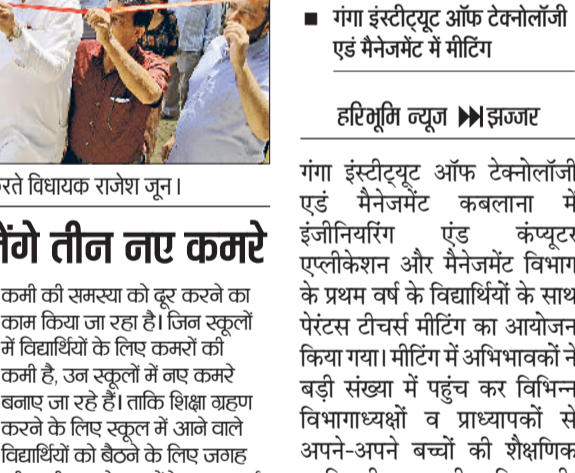 रते विधायक राजेश जून।
तीन नए कमरे
कमी की समस्या को दूर करने का
काम किया जा रहा है। जिन स्कूलों
में विद्यार्थियों के लिए कमरों की
कमी है, उन स्कूलों में नए कमरे
बनाए जा रहे हैं। ताकि शिक्षा ग्रहण
करने के लिए स्कूल में आने वाले
विद्यार्थियों को बैठने के लिए जगह
■ गंगा इंस्टीट्यूट ऑफ टेक्नोलॉजी
एडं मैनेजमेंट में मीटिंग
हरिभूमि न्यूज ▶▶| झज्जर
गंगा इंस्टीट्यूट ऑफ टेक्नोलॉजी
एडं मैनेजमेंट कबलाना में
इंजीनियरिंग एंड कंप्यूटर
एप्लीकेशन और मैनेजमेंट विभाग
के प्रथम वर्ष के विद्यार्थियों के साथ
पेरंटस टीचर्स मीटिंग का आयोजन
किया गया। मीटिंग में अभिभावकों ने
बड़ी संख्या में पहुंच कर विभिन्न
विभागाध्यक्षों व प्राध्यापकों से
अपने-अपने बच्चों की शैक्षणिक